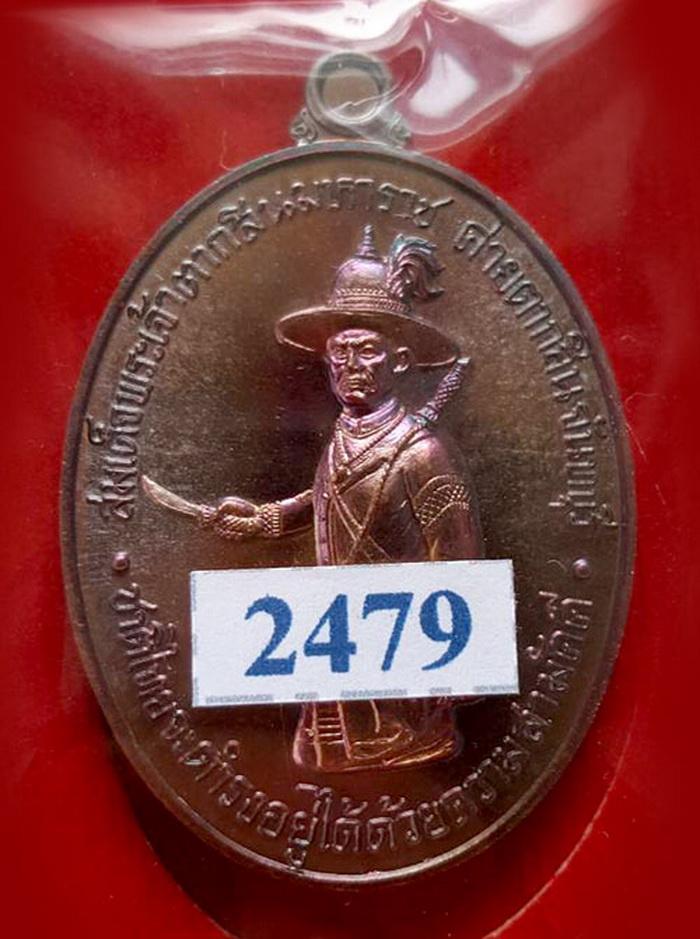 สมเด็จพระเจ้าตากสินมหาราช ศาลตากสินจันทบุรี
2479
ชาติไทยจะดำรงอยู่ได้ด้วยความสามัคคี